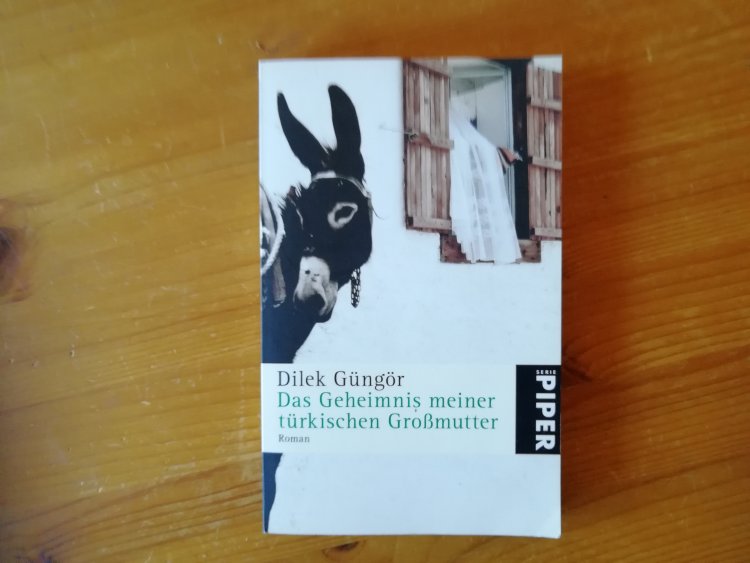 Dilek Güngör
Das Geheimnis meiner
türkischen Großmutter
Roman
SERIE
PIPER